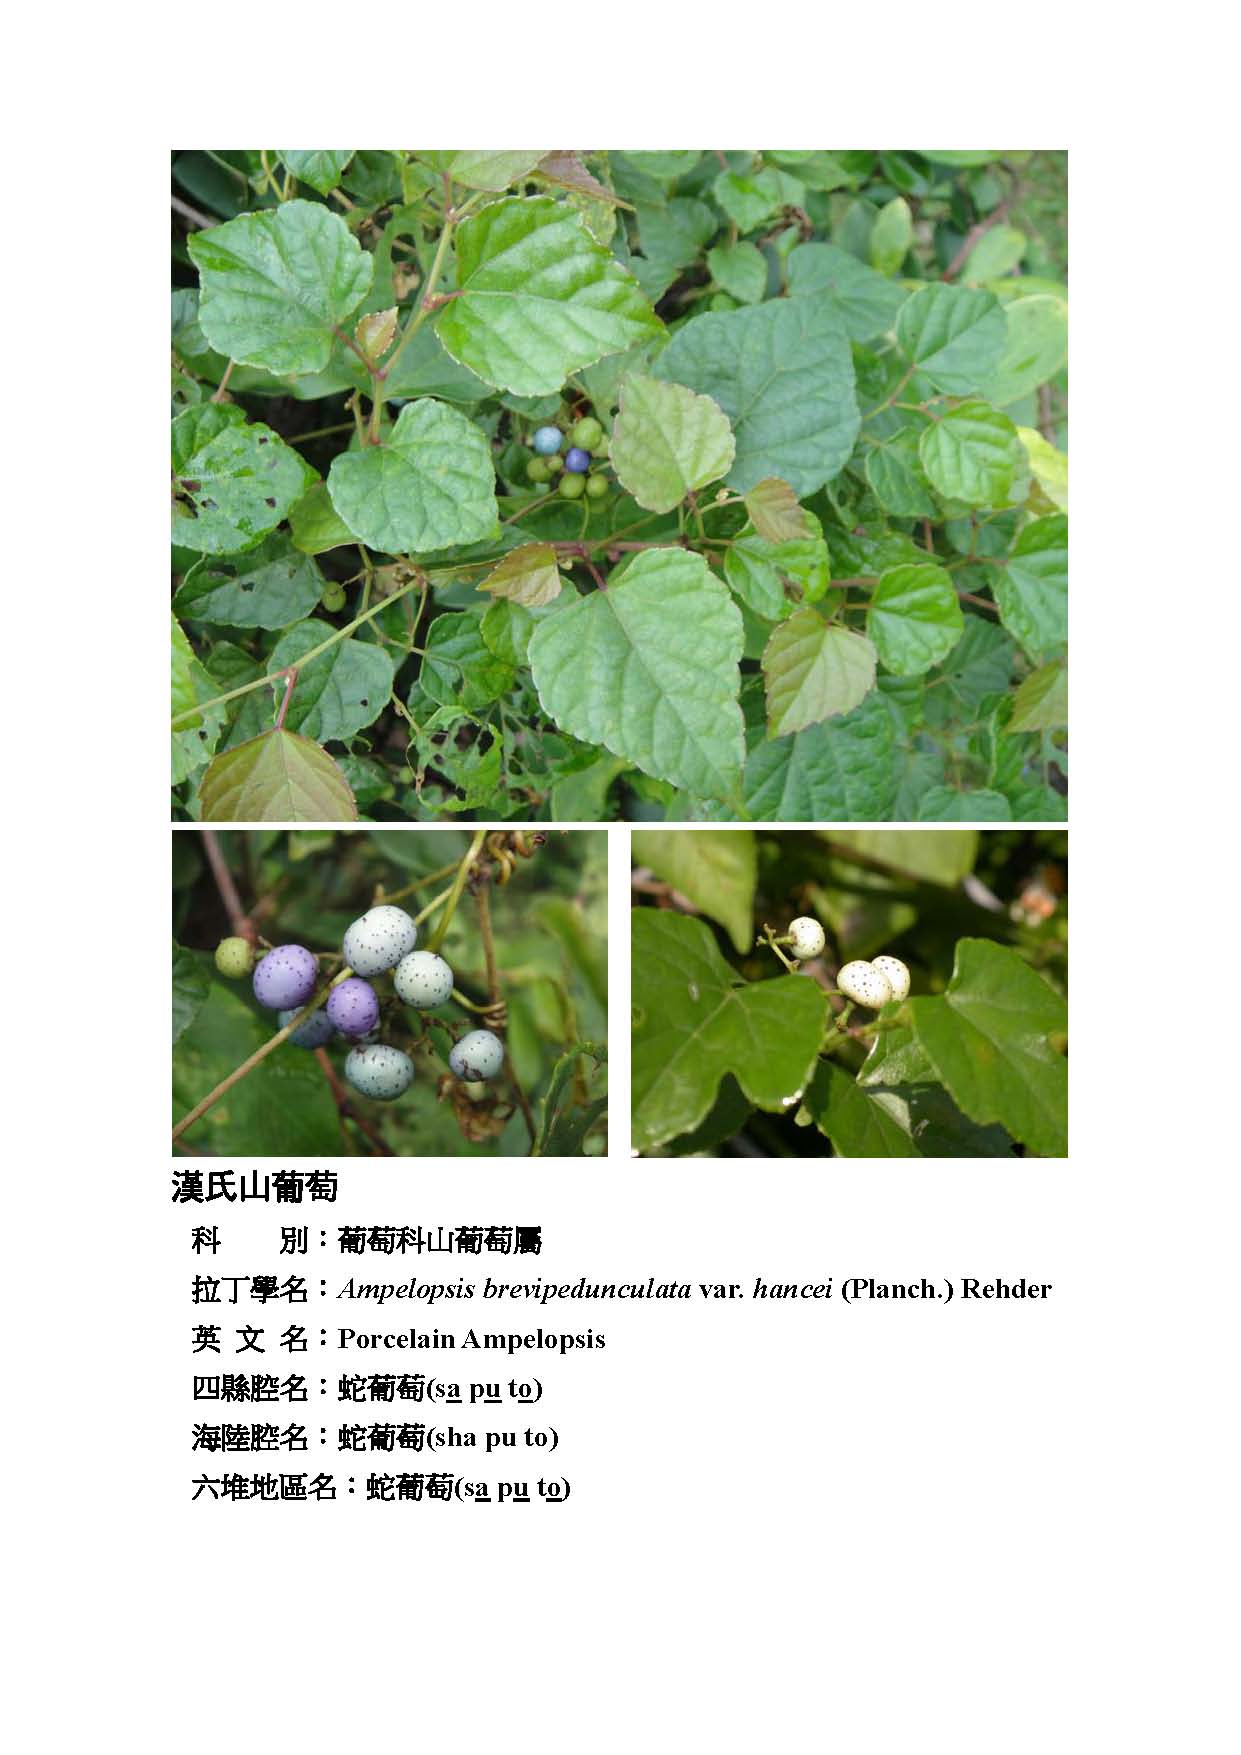 漢氏山葡萄
科　　別：葡萄科山葡萄屬
拉丁學名：Ampelopsis brevipedunculata var. hancei (Planch.) Rehder
英 文 名：Porcelain Ampelopsis
四縣腔名：蛇葡萄(sa pu to)
海陸腔名：蛇葡萄(sha pu to)
六堆地區名：蛇葡萄(sa pu to)